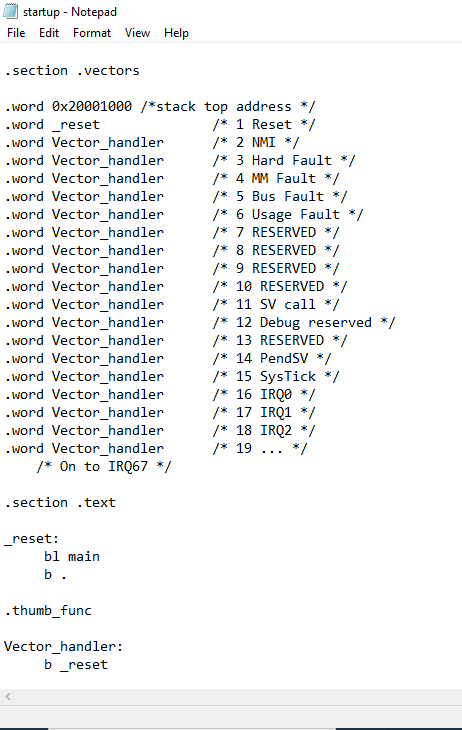 startup - Notepad
File Edit Format View Help
.section .vectors
.word 0x20001000 /*stack top address */
.word _reset /* 1 Reset */
.word Vector_handler /* 2 NMI */
.word Vector_handler /* 3 Hard Fault */
.word Vector_handler /* 4 MM Fault */
.word Vector_handler /* 5 Bus Fault */
.word Vector_handler /* 6 Usage Fault */
.word Vector_handler /* 7 RESERVED */
.word Vector_handler /* 8 RESERVED */
.word Vector_handler /* 9 RESERVED */
.word Vector_handler /* 10 RESERVED */
.word Vector_handler /* 11 SV call */
.word Vector_handler /* 12 Debug reserved */
.word Vector_handler /* 13 RESERVED */
.word Vector_handler /* 14 PendSV */
.word Vector_handler /* 15 SysTick */
.word Vector_handler /* 16 IRQ0 */
.word Vector_handler /* 17 IRQ1 */
.word Vector_handler /* 18 IRQ2 */
.word Vector_handler /* 19 ... */
/* On to IRQ67 */
.section .text
_reset:
bl main
b .
.thumb_func
Vector_handler:
b _reset